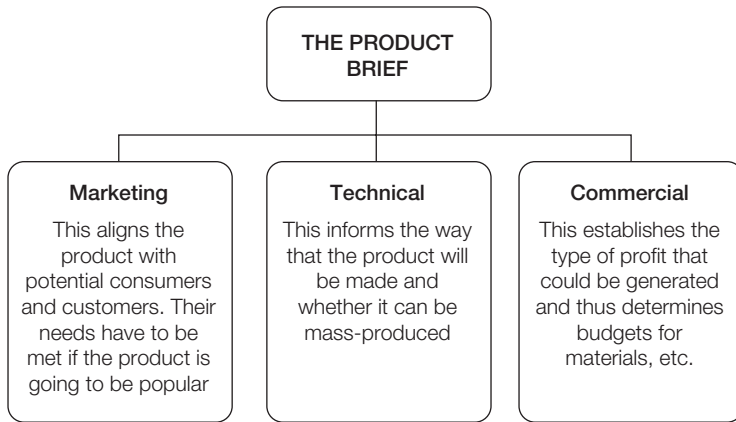 THE PRODUCT
BRIEF
Marketing
This aligns the
product with
potential consumers
and customers. Their
needs have to be
met if the product is
going to be popular
Technical
This informs the way
that the product will
be made and
whether it can be
mass-produced
Commercial
This establishes the
type of profit that
could be generated
and thus determines
budgets for
materials, etc.